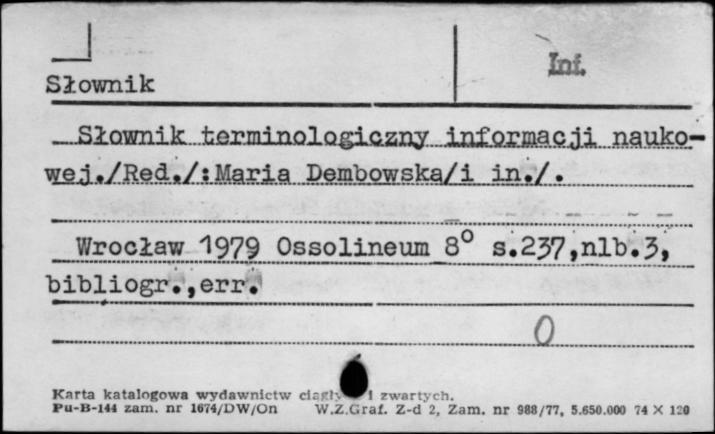 Inf.
Słownik
Słownik terminologiczny informacji nauko-
wej./Red./:Maria Dembowska/i in./.
Wrocław 1979 Ossolineum 8° s.237,nlb.3,
bibliogr.,err.
0
Karta katalogowa wydawnictw ciągły i zwartych.
Pu-B-144 zam. nr 1674/DW/On W.Z.Graf. Z-d 2, Zam. nr 988/77, 5.650.000 74 X 120